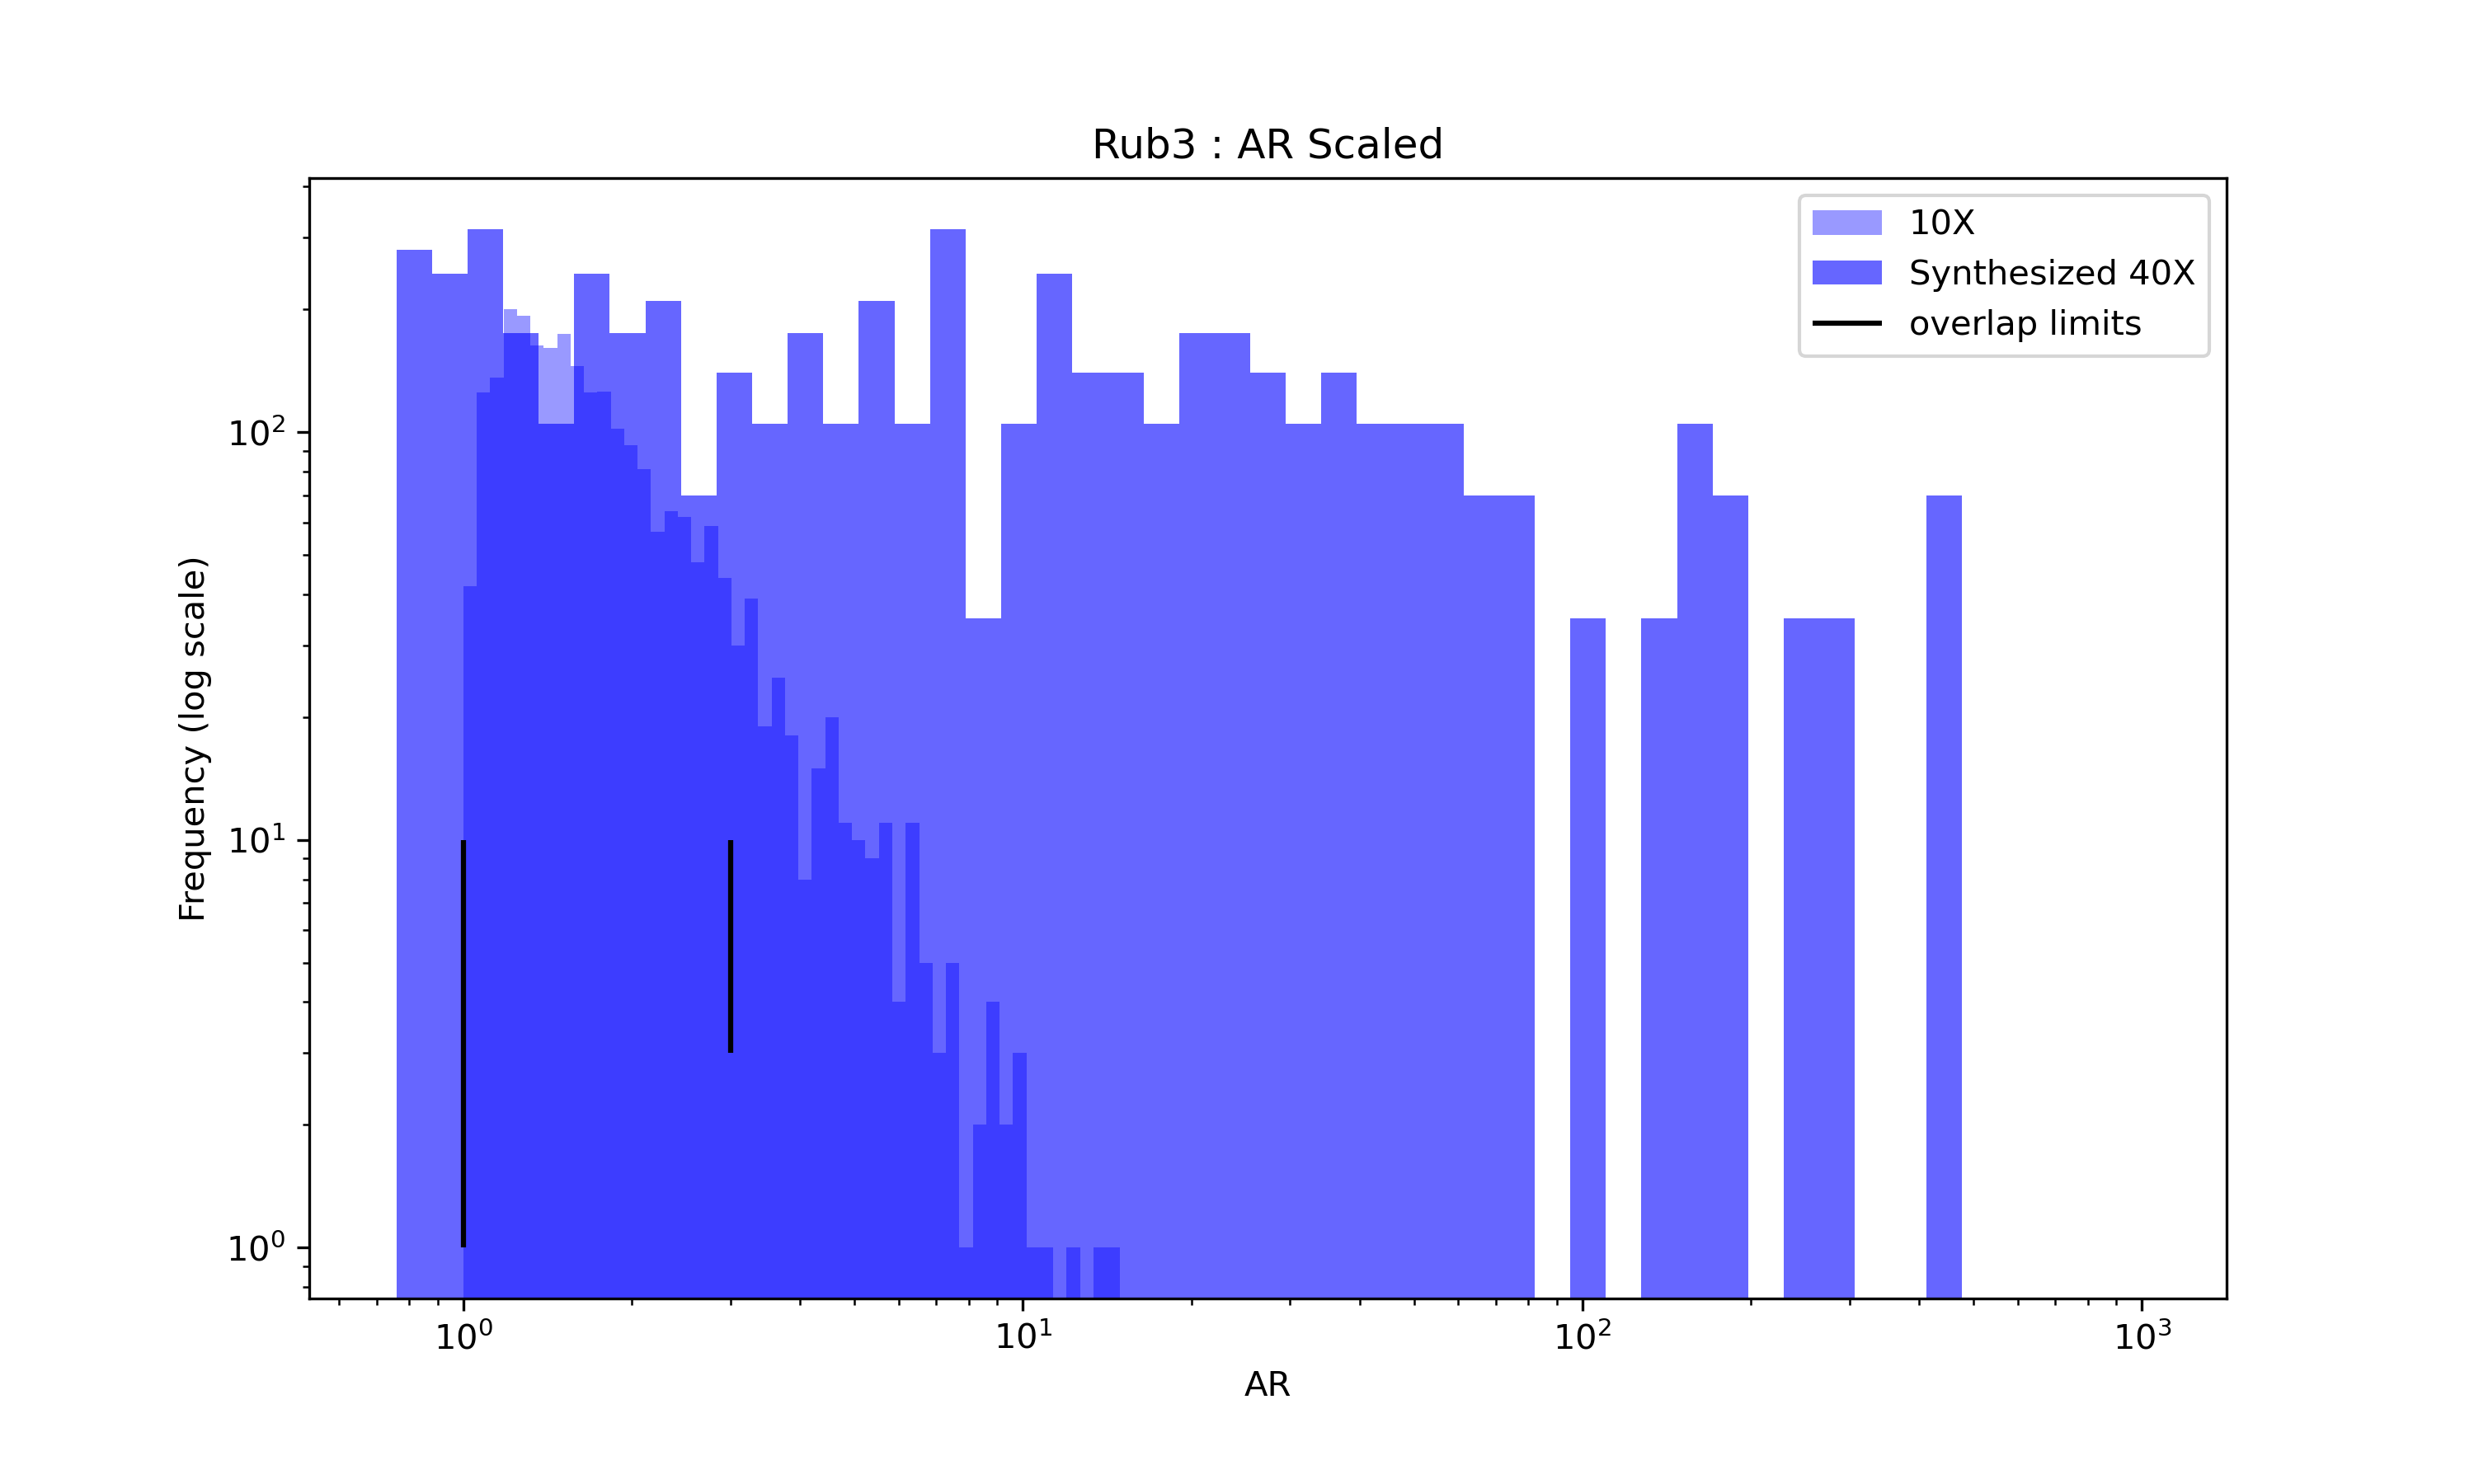 Rub3 : AR Scaled
10X
Synthesized 40X
overlap limits
Frequency (log scale)
10²
10¹
10⁰
10⁰ 10¹ 10² 10³
AR